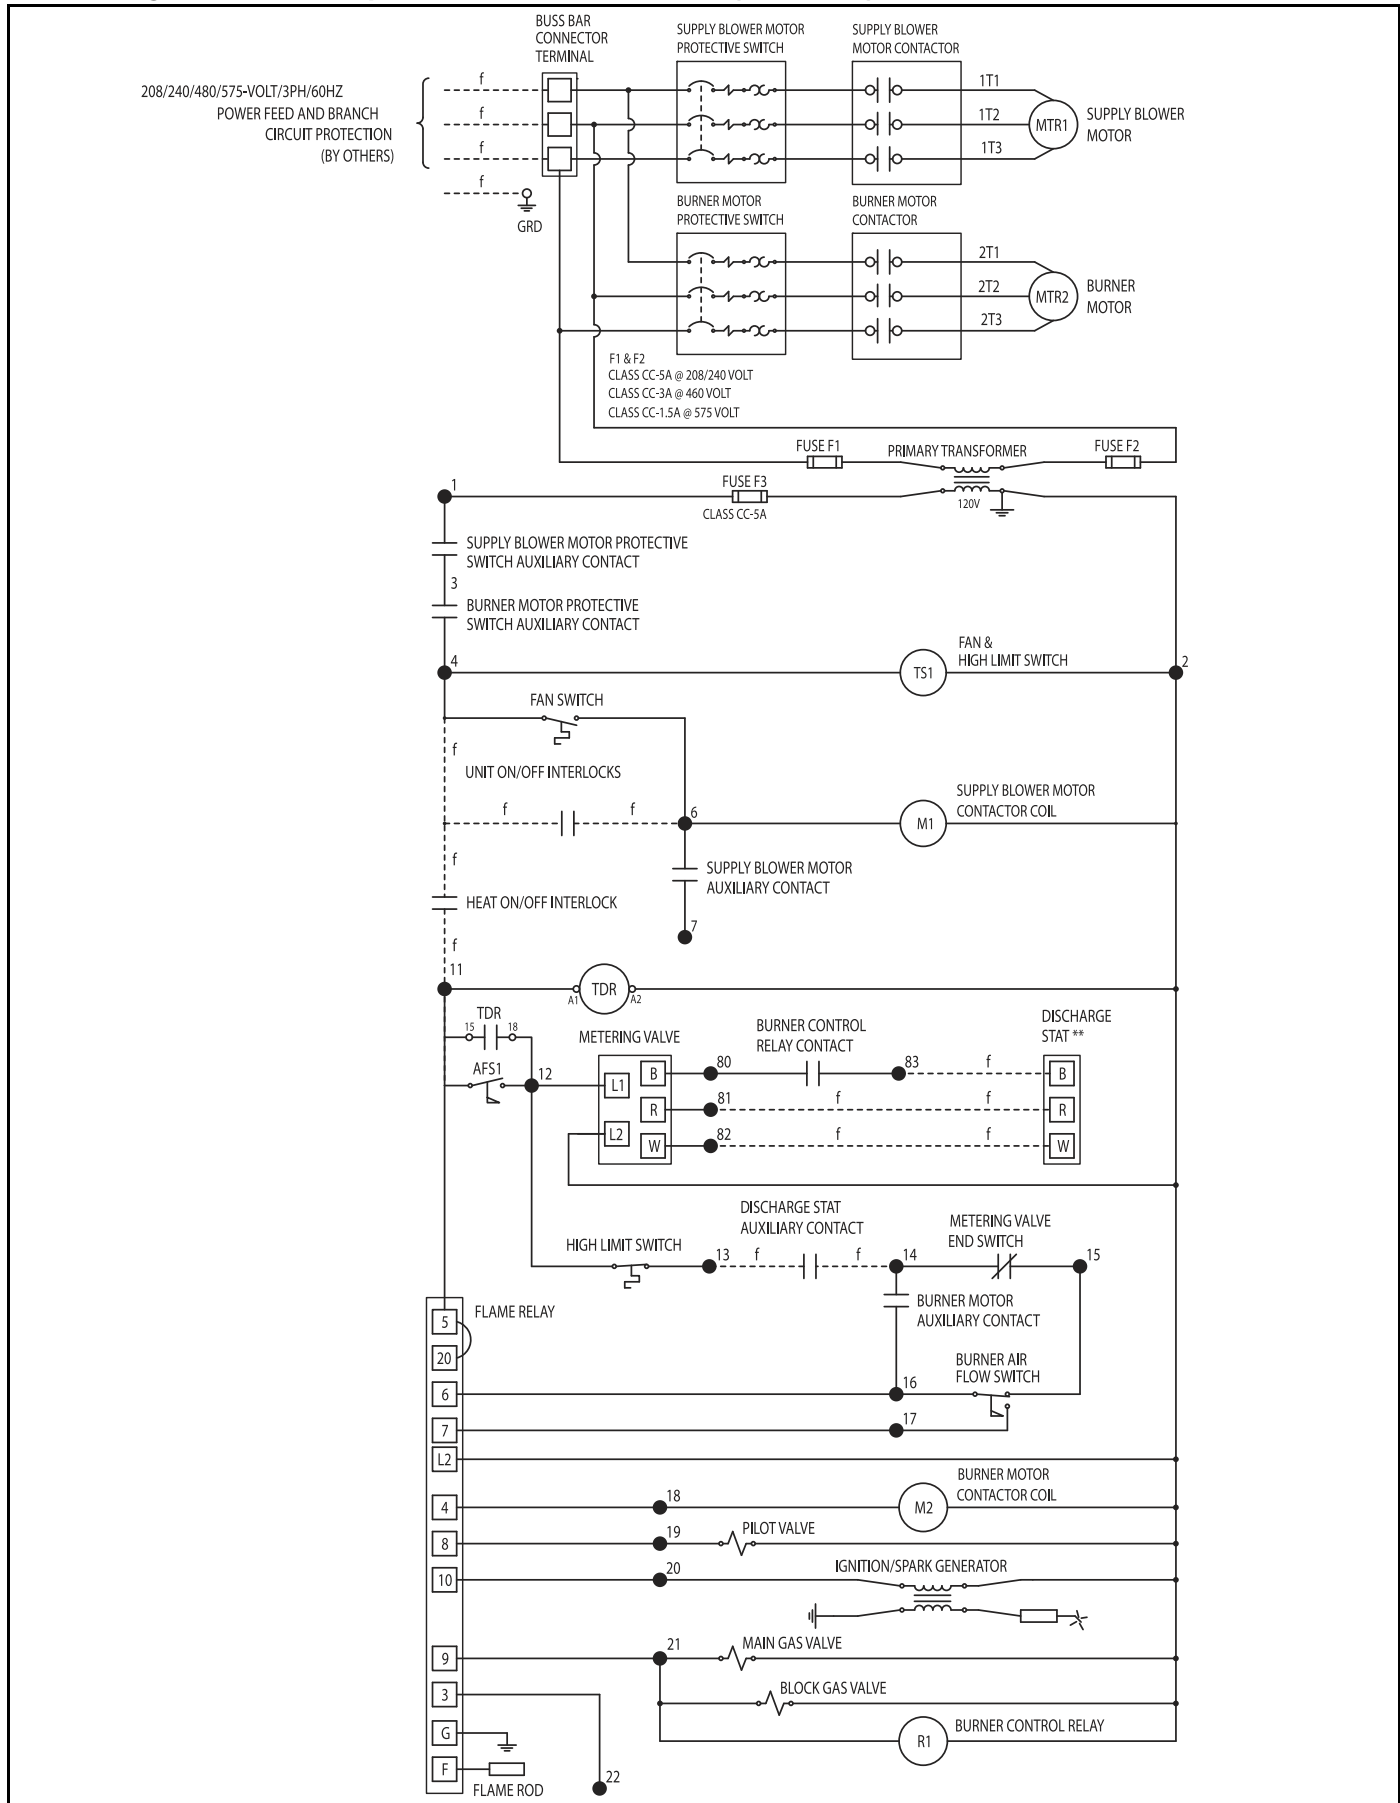 BUSS BAR
CONNECTOR
TERMINAL
SUPPLY BLOWER MOTOR
PROTECTIVE SWITCH
SUPPLY BLOWER
MOTOR CONTACTOR
208/240/480/575-VOLT/3PH/60HZ
POWER FEED AND BRANCH
CIRCUIT PROTECTION
(BY OTHERS)
f
f
f
f
GRD
1T1
1T2
1T3
MTR1
SUPPLY BLOWER
MOTOR
BURNER MOTOR
PROTECTIVE SWITCH
BURNER MOTOR
CONTACTOR
2T1
2T2
2T3
MTR2
BURNER
MOTOR
F1 & F2
CLASS CC-5A @ 208/240 VOLT
CLASS CC-3A @ 460 VOLT
CLASS CC-1.5A @ 575 VOLT
FUSE F1
PRIMARY TRANSFORMER
FUSE F2
1
FUSE F3
CLASS CC-5A
120V
SUPPLY BLOWER MOTOR PROTECTIVE
SWITCH AUXILIARY CONTACT
3
BURNER MOTOR PROTECTIVE
SWITCH AUXILIARY CONTACT
4
TS1
FAN &
HIGH LIMIT SWITCH
2
FAN SWITCH
f
UNIT ON/OFF INTERLOCKS
f
f
6
M1
SUPPLY BLOWER MOTOR
CONTACTOR COIL
f
SUPPLY BLOWER MOTOR
AUXILIARY CONTACT
HEAT ON/OFF INTERLOCK
7
f
11
A1
TDR
A2
TDR
15
18
AFS1
12
METERING VALVE
L1
L2
B
R
W
80
81
82
BURNER CONTROL
RELAY CONTACT
83
f
f
f
f
f
DISCHARGE
STAT **
B
R
W
HIGH LIMIT SWITCH
13
f
DISCHARGE STAT
AUXILIARY CONTACT
f
14
METERING VALVE
END SWITCH
15
BURNER MOTOR
AUXILIARY CONTACT
BURNER AIR
FLOW SWITCH
FLAME RELAY
5
20
6
16
7
17
L2
4
18
M2
BURNER MOTOR
CONTACTOR COIL
8
19
PILOT VALVE
10
20
IGNITION/SPARK GENERATOR
9
21
MAIN GAS VALVE
3
BLOCK GAS VALVE
G
R1
BURNER CONTROL RELAY
F
FLAME ROD
22